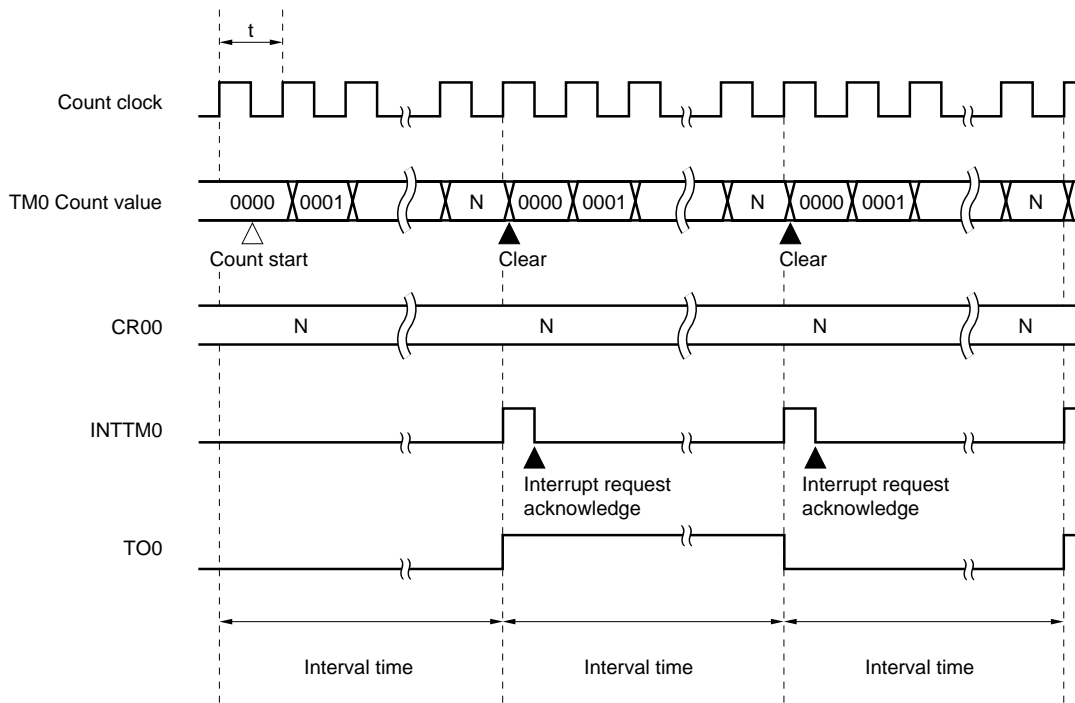 t
Count clock
TM0 Count value
0000 0001 N 0000 0001 N 0000 0001 N
Count start Clear Clear
CR00
N N N N
INTTM0
Interrupt request
acknowledge
Interrupt request
acknowledge
TO0
Interval time Interval time Interval time